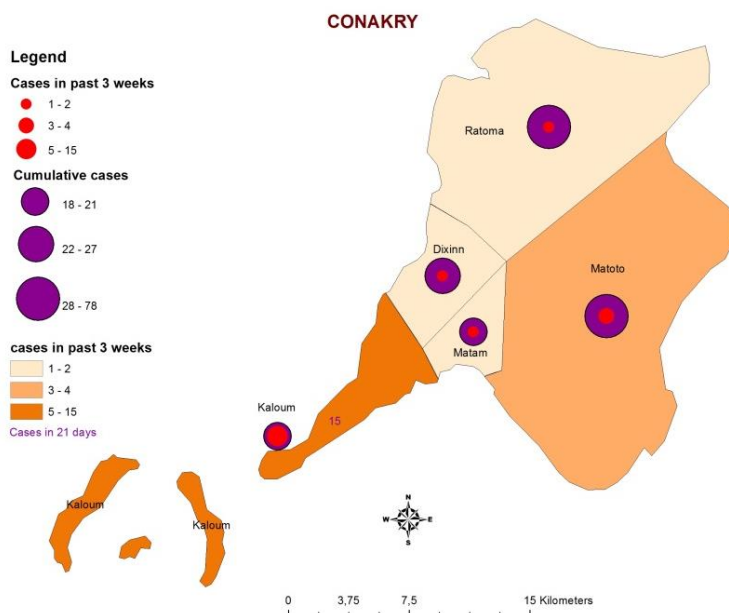 CONAKRY
Legend
Cases in past 3 weeks
1 - 2
3 - 4
5 - 15
Cumulative cases
18 - 21
22 - 27
28 - 78
cases in past 3 weeks
1 - 2
3 - 4
5 - 15
Cases in 21 days
Ratoma
Dixinn
Matoto
Matam
Kaloum
15
Kaloum
Kaloum
N
W E
S
0 3,75 7,5 15 Kilometers